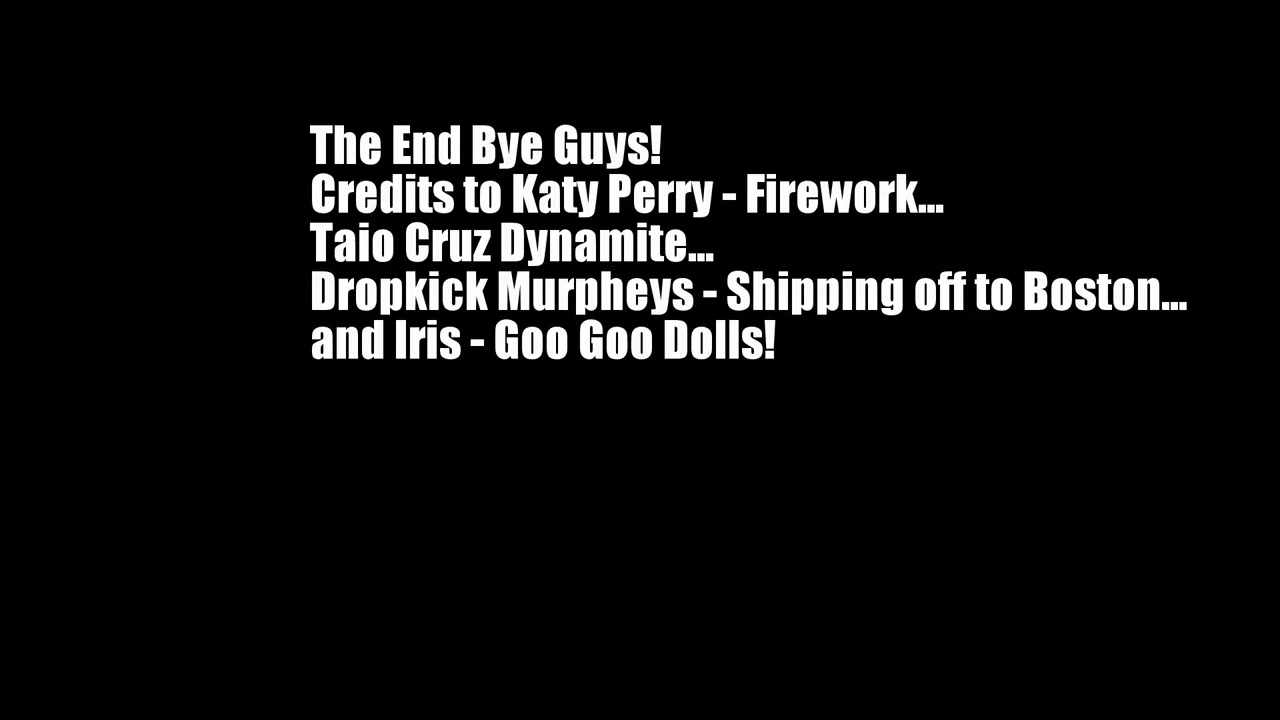 The End Bye Guys!
Credits to Katy Perry - Firework...
Taio Cruz Dynamite...
Dropkick Murpheys - Shipping off to Boston...
and Iris - Goo Goo Dolls!